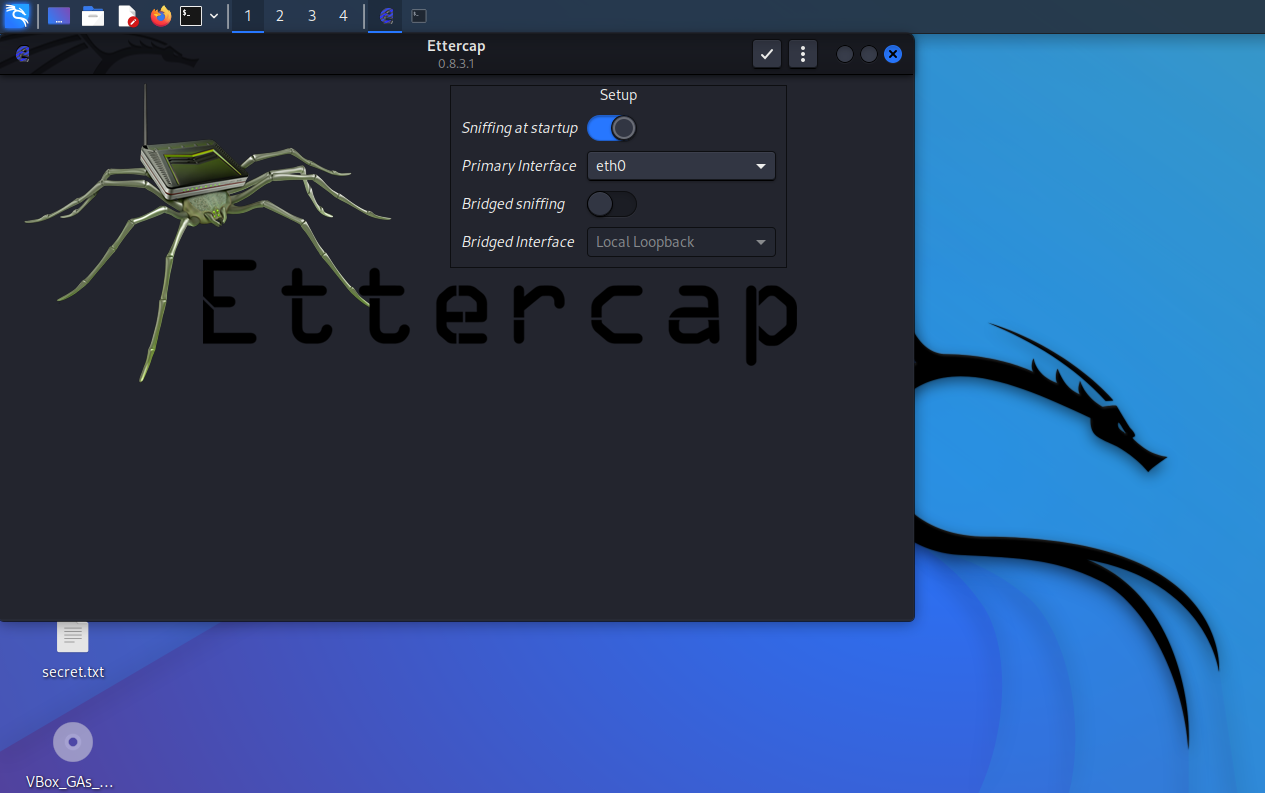 1 2 3 4
Ettercap
0.8.3.1
Setup
Sniffing at startup
Primary Interface eth0
Bridged sniffing
Bridged Interface Local Loopback
Ettercap
secret.txt
VBox_GAs_...